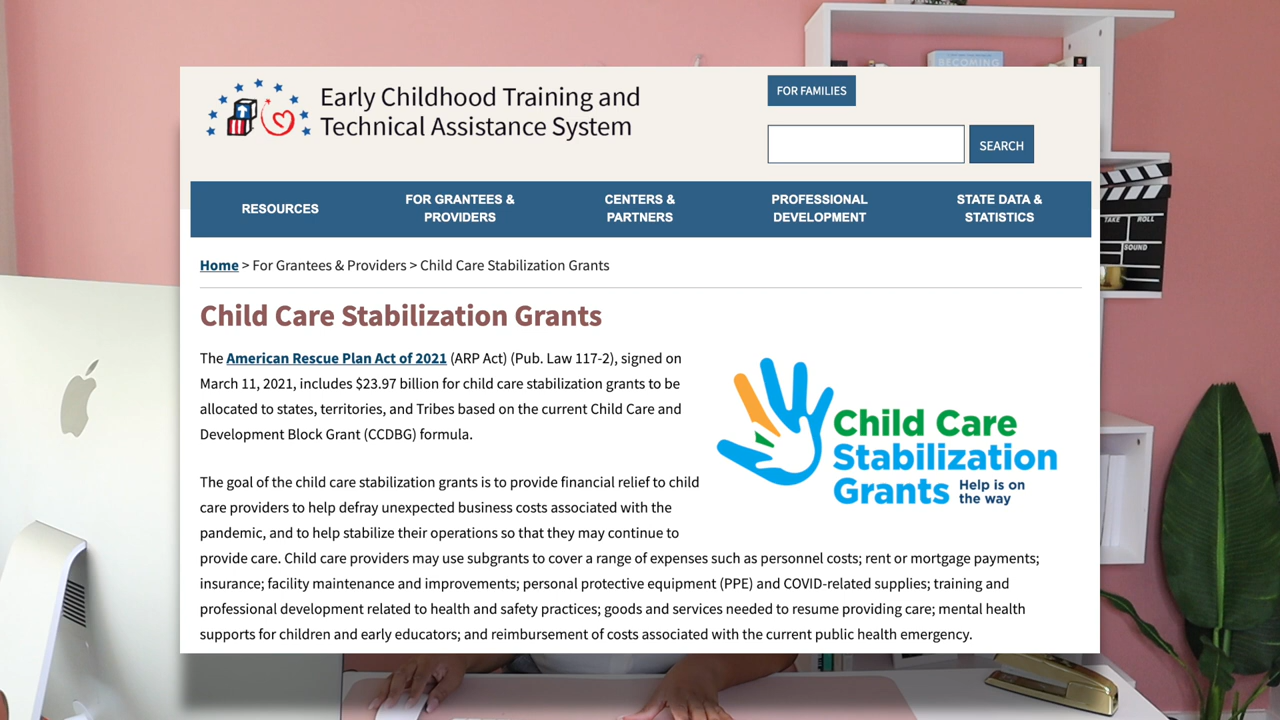 BECOMING
Early Childhood Training and
Technical Assistance System
FOR FAMILIES
SEARCH
RESOURCES
FOR GRANTEES &
PROVIDERS
CENTERS &
PARTNERS
PROFESSIONAL
DEVELOPMENT
STATE DATA &
STATISTICS
TAKE ROLL
SOUND
Home > For Grantees & Providers > Child Care Stabilization Grants
Child Care Stabilization Grants
The American Rescue Plan Act of 2021 (ARP Act) (Pub. Law 117-2), signed on
March 11, 2021, includes $23.97 billion for child care stabilization grants to be
allocated to states, territories, and Tribes based on the current Child Care and
Development Block Grant (CCDBG) formula.
Child Care
Stabilization
Grants Help is on
the way
The goal of the child care stabilization grants is to provide financial relief to child
care providers to help defray unexpected business costs associated with the
pandemic, and to help stabilize their operations so that they may continue to
provide care. Child care providers may use subgrants to cover a range of expenses such as personnel costs; rent or mortgage payments;
insurance; facility maintenance and improvements; personal protective equipment (PPE) and COVID-related supplies; training and
professional development related to health and safety practices; goods and services needed to resume providing care; mental health
supports for children and early educators; and reimbursement of costs associated with the current public health emergency.